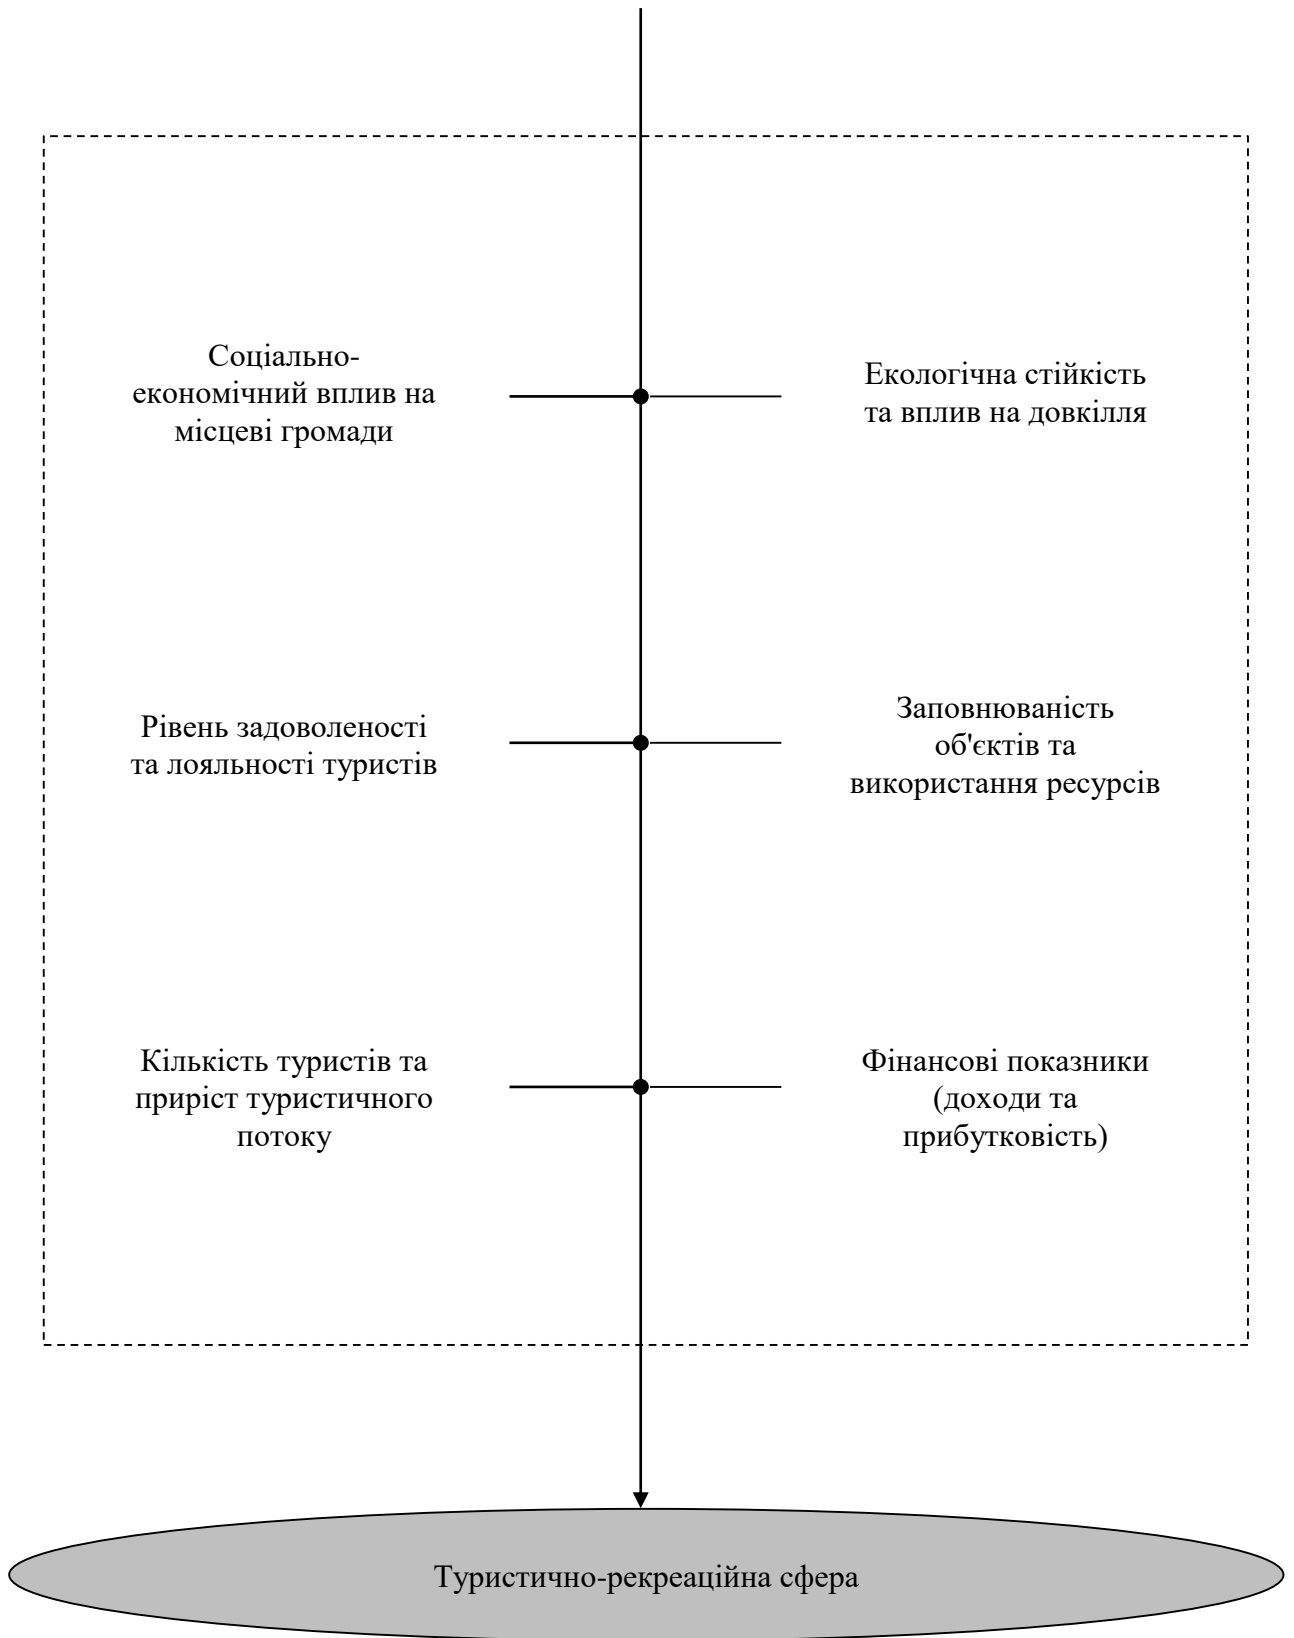 Соціально-
економічний вплив на
місцеві громади
Екологічна стійкість
та вплив на довкілля
Рівень задоволеності
та лояльності туристів
Заповнюваність
об'єктів та
використання ресурсів
Кількість туристів та
приріст туристичного
потоку
Фінансові показники
(доходи та
прибутковість)
Туристично-рекреаційна сфера